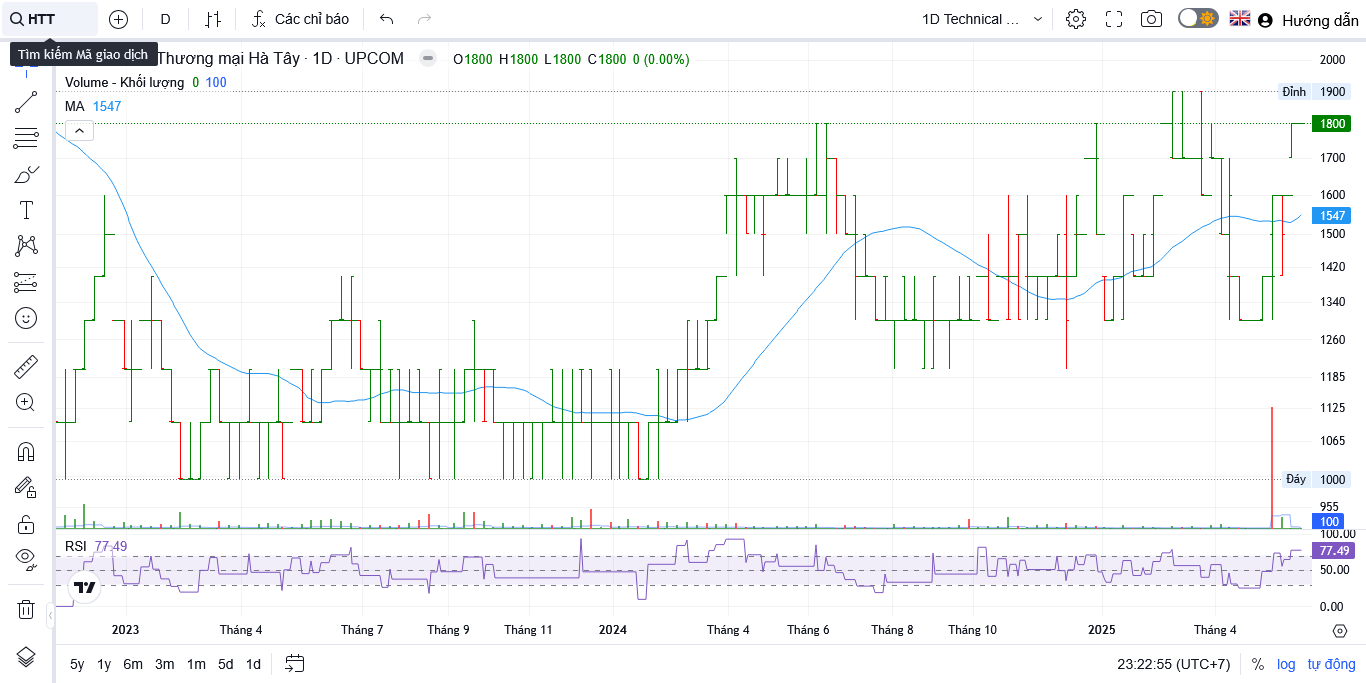 HTT
D
Các chỉ báo
1D Technical ...
Hướng dẫn
Tìm kiếm Mã giao dịch
Thương mại Hà Tây · 1D · UPCOM
O1800 H1800 L1800 C1800 0 (0.00%)
Volume - Khối lượng 0 100
MA 1547
2000
Đỉnh 1900
1800
1700
1600
1547
1500
1420
1340
1260
1185
1125
1065
Đáy 1000
955
100
100.00
RSI 77.49
77.49
50.00
0.00
2023 Tháng 4 Tháng 7 Tháng 9 Tháng 11 2024 Tháng 4 Tháng 6 Tháng 8 Tháng 10 2025 Tháng 4
5y 1y 6m 3m 1m 5d 1d
23:22:55 (UTC+7) % log tự động